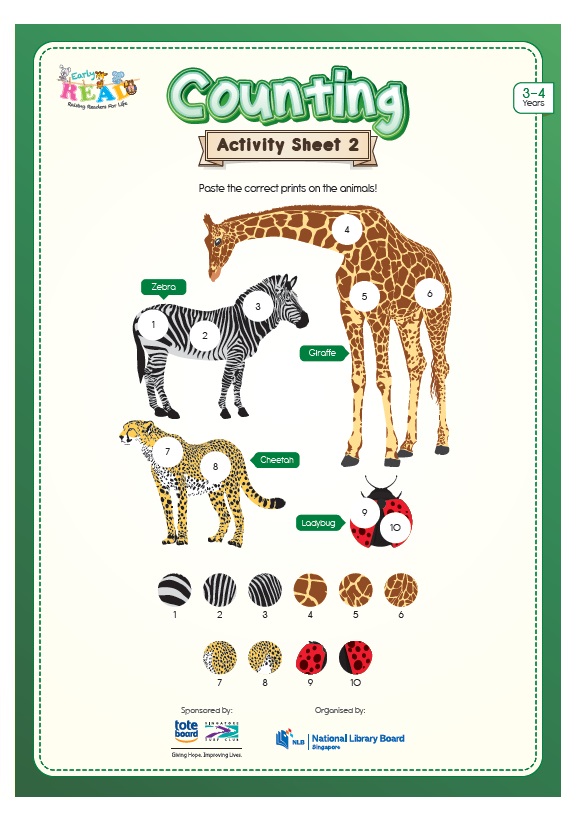 Early
READ
Raising Readers For Life
Counting
3-4
Years
Activity Sheet 2
Paste the correct prints on the animals!
4
Zebra
3
5
6
1
2
Giraffe
7
8
Cheetah
9
Ladybug
10
1 2 3 4 5 6
7 8 9 10
Sponsored by:
Organised by:
tote
board
SINGAPORE
TURF CLUB
Giving Hope. Improving Lives.
NLB
National Library Board
Singapore